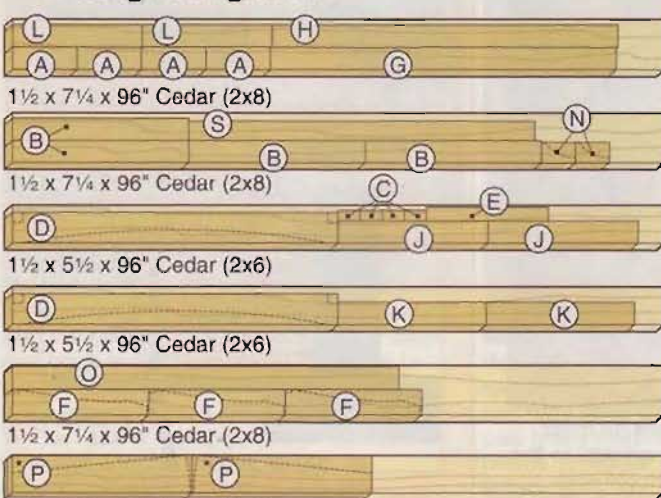 L L H
A A A A G
1½ x 7¼ x 96" Cedar (2x8)
S N
B B B
1½ x 7¼ x 96" Cedar (2x8)
C E
D J J
1½ x 5½ x 96" Cedar (2x6)
D K K
1½ x 5½ x 96" Cedar (2x6)
O
F F F
1½ x 7¼ x 96" Cedar (2x8)
P P